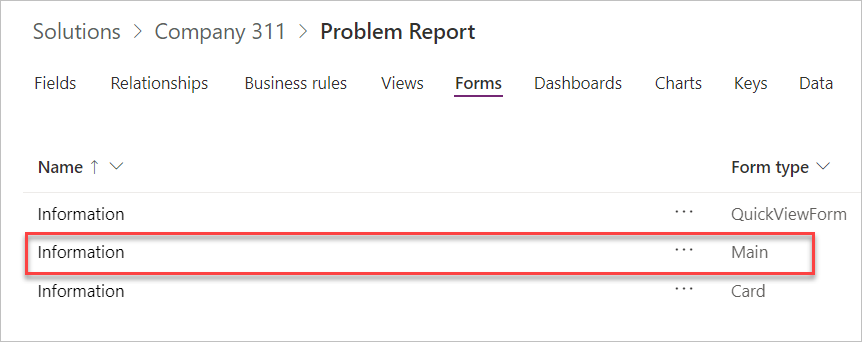 Solutions > Company 311 > Problem Report
Fields Relationships Business rules Views Forms Dashboards Charts Keys Data
Name ↑ Form type
Information ... QuickViewForm
Information ... Main
Information ... Card